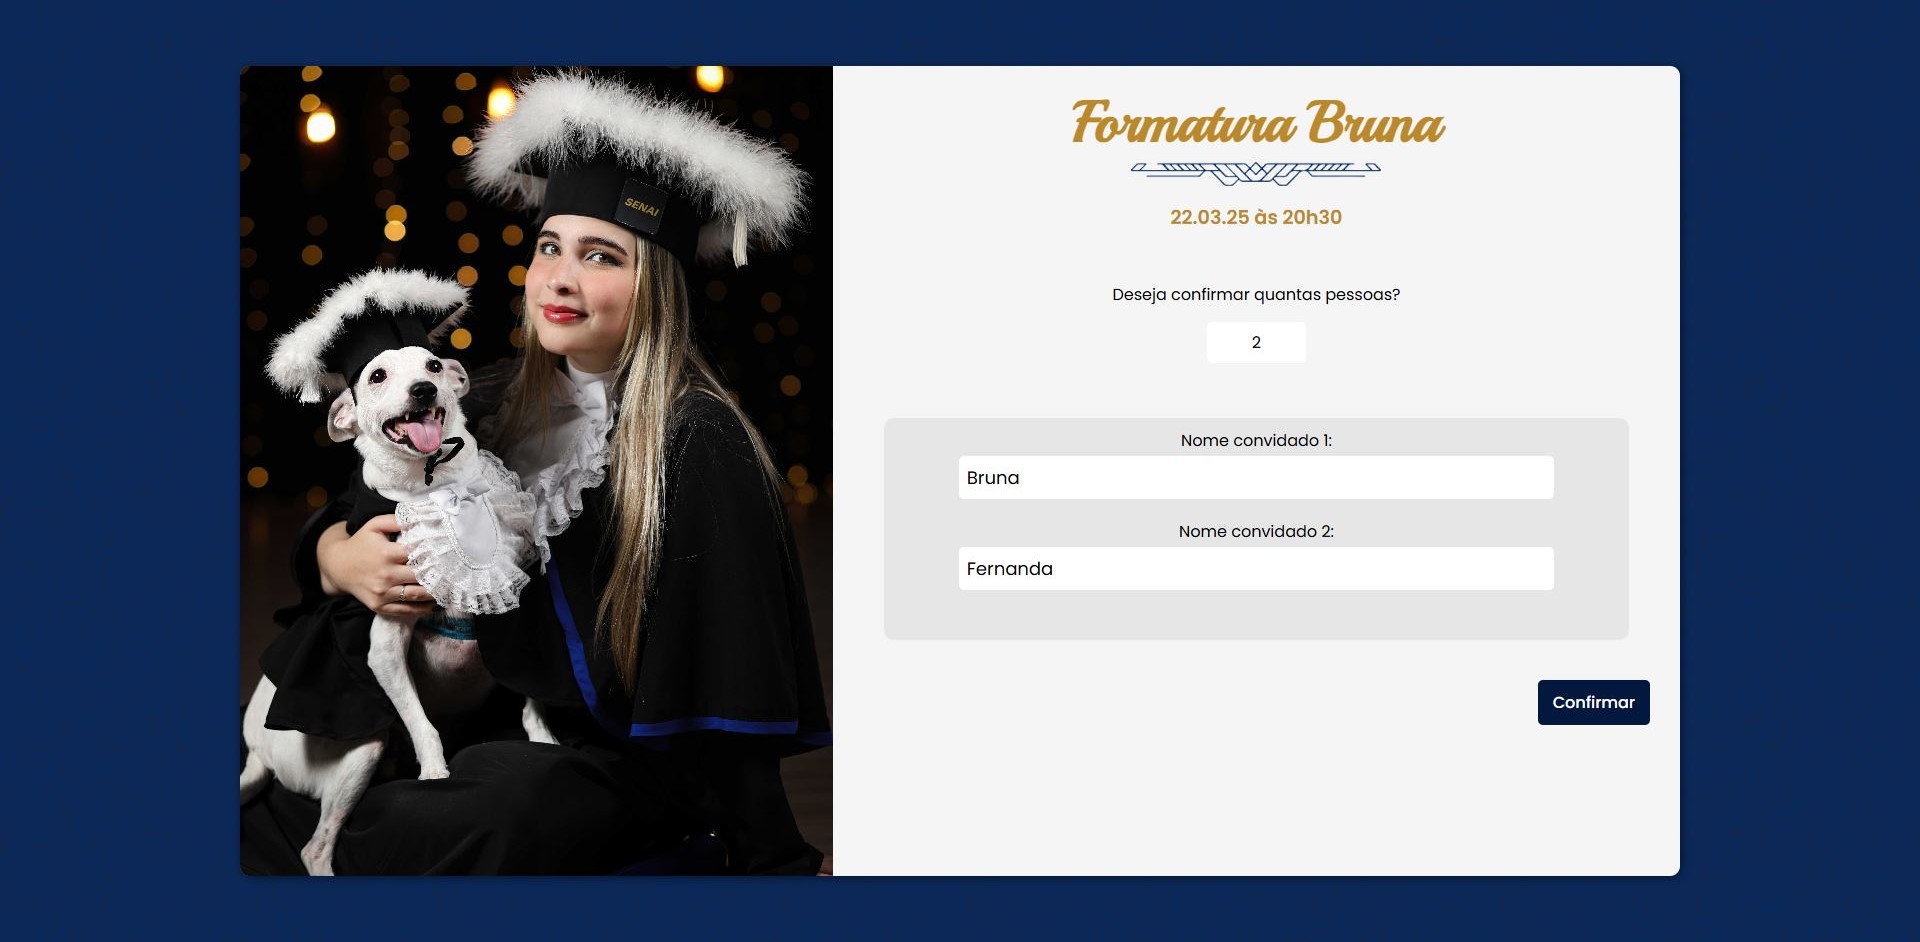 SENAI
Formatura Bruna
22.03.25 às 20h30
Deseja confirmar quantas pessoas?
2
Nome convidado 1:
Bruna
Nome convidado 2:
Fernanda
Confirmar